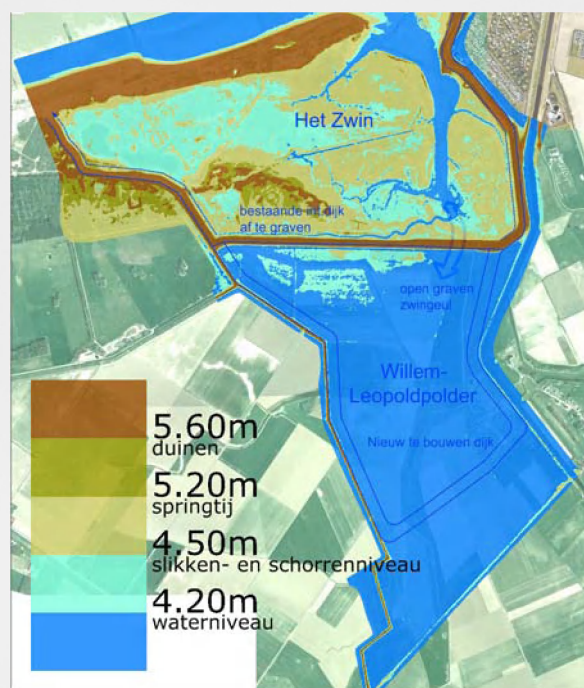 Het Zwin
bestaande int.dijk
af te graven
open graven
zwingeul
Willem-
Leopoldpolder
Nieuw te bouwen dijk
5.60m
duinen
5.20m
springtij
4.50m
slikken- en schorrenniveau
4.20m
waterniveau